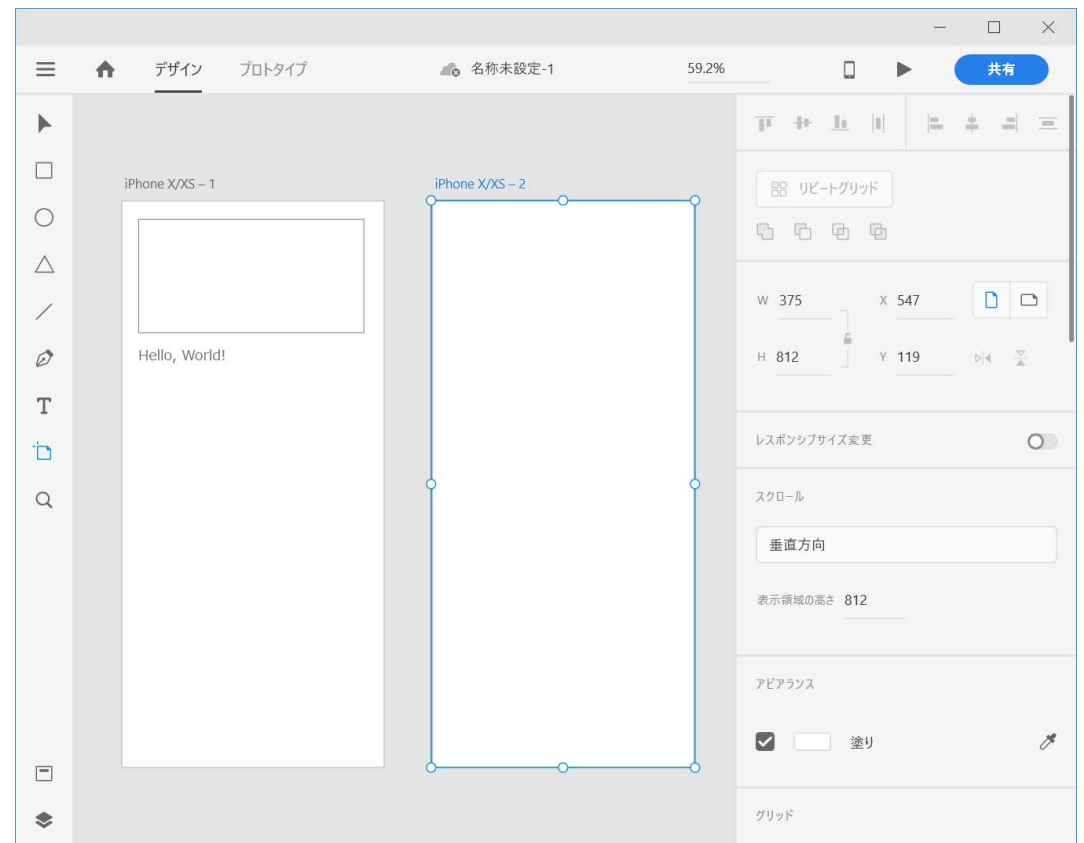 デザイン プロトタイプ 名称未設定-1 59.2% 共有
iPhone X/XS – 1
iPhone X/XS – 2
Hello, World!
リピートグリッド
W 375 X 547
H 812 Y 119
レスポンシブサイズ変更
スクロール
垂直方向
表示領域の高さ 812
アピアランス
塗り
グリッド